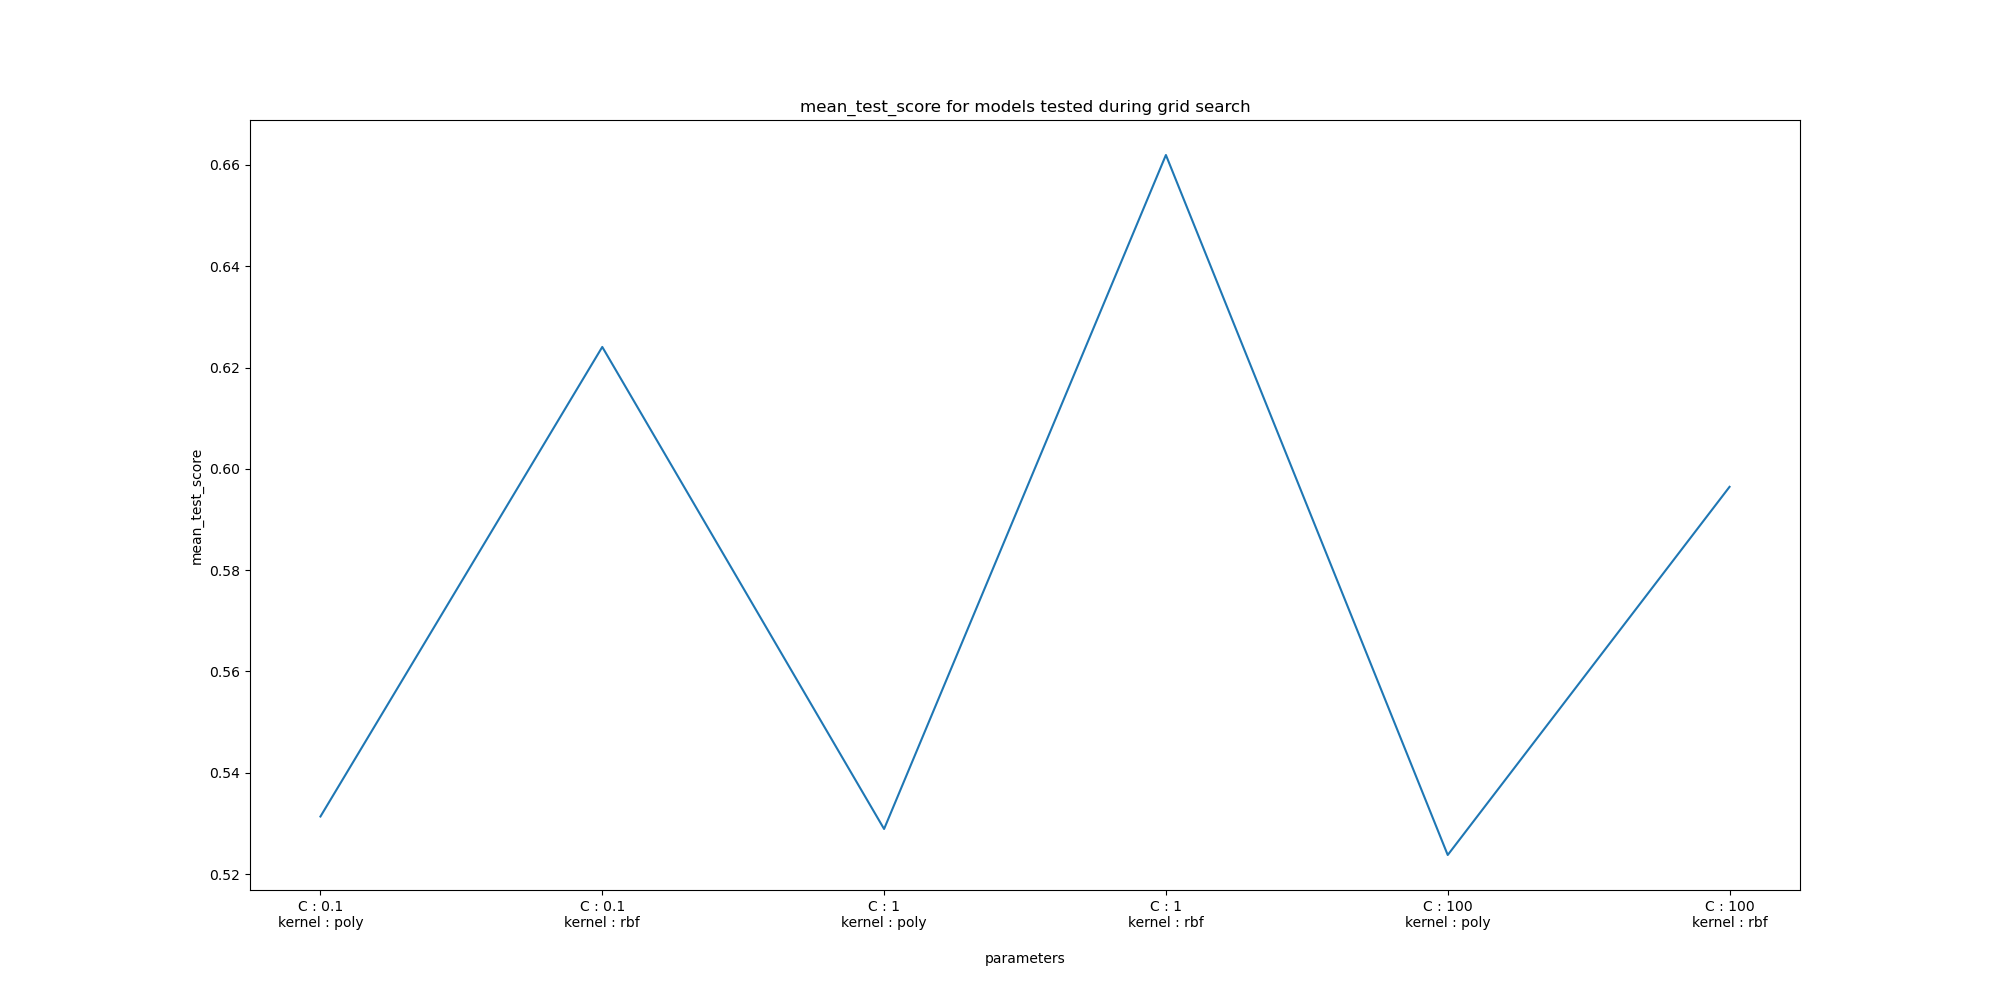 mean_test_score for models tested during grid search
mean_test_score
0.66
0.64
0.62
0.60
0.58
0.56
0.54
0.52
C : 0.1
kernel : poly
C : 0.1
kernel : rbf
C : 1
kernel : poly
C : 1
kernel : rbf
C : 100
kernel : poly
C : 100
kernel : rbf
parameters